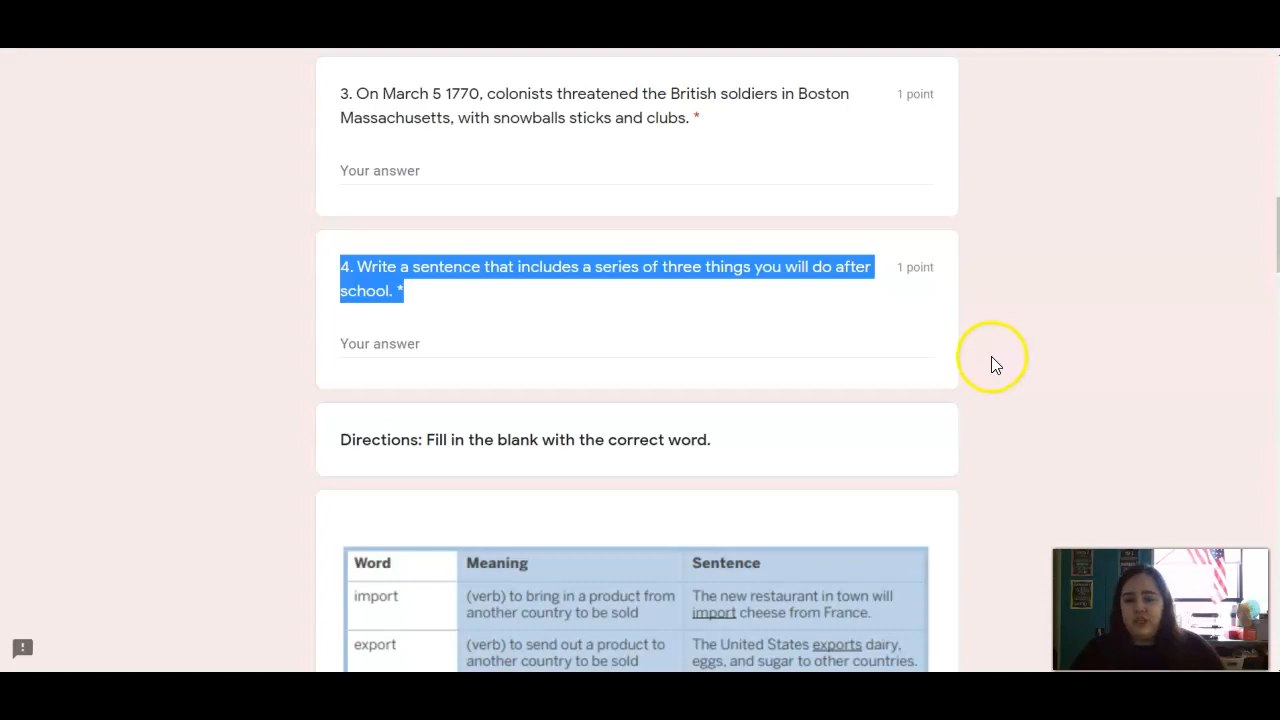 3. On March 5 1770, colonists threatened the British soldiers in Boston
1 point
Massachusetts, with snowballs sticks and clubs. *
Your answer
4. Write a sentence that includes a series of three things you will do after
1 point
school. *
Your answer
Directions: Fill in the blank with the correct word.
Word Meaning Sentence
import (verb) to bring in a product from The new restaurant in town will
another country to be sold import cheese from France.
export (verb) to send out a product to The United States exports dairy,
another country to be sold eggs, and sugar to other countries.